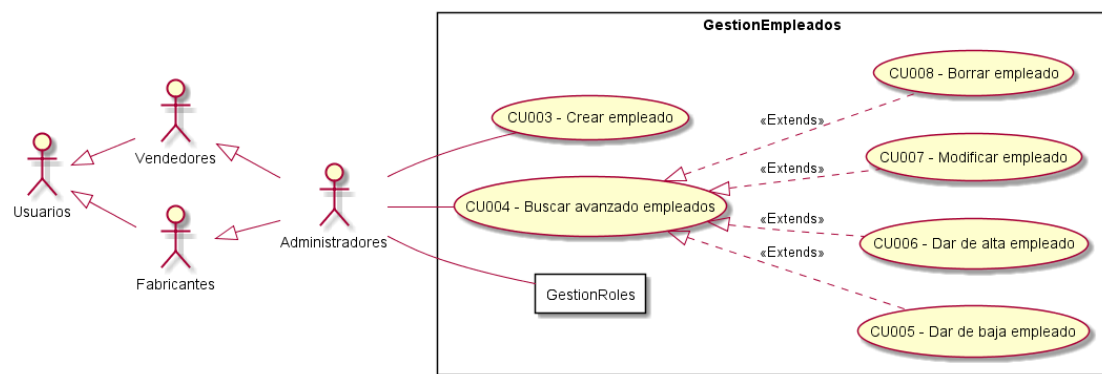 GestionEmpleados
CU008 - Borrar empleado
CU003 - Crear empleado
«Extends»
CU007 - Modificar empleado
«Extends»
Vendedores
Usuarios
CU004 - Buscar avanzado empleados
«Extends»
CU006 - Dar de alta empleado
Administradores
«Extends»
Fabricantes
GestionRoles
CU005 - Dar de baja empleado